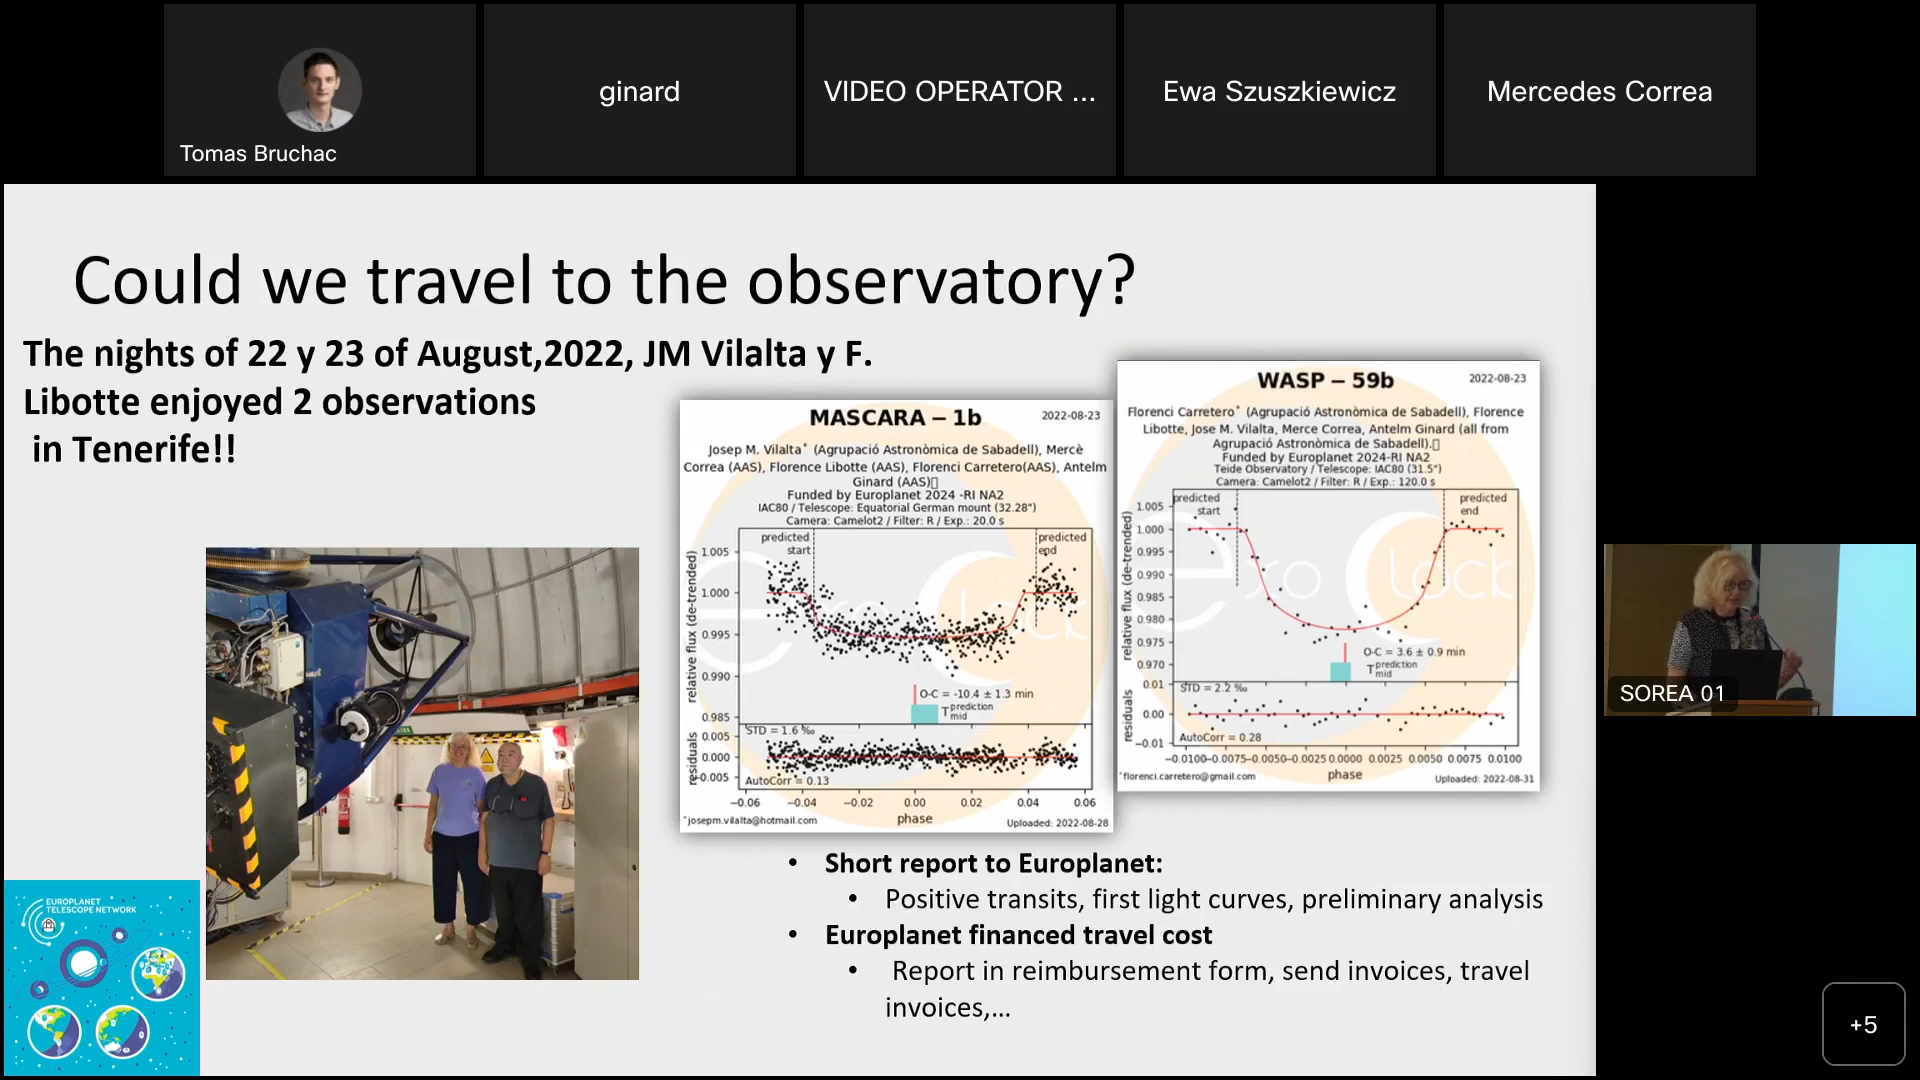 Tomas Bruchac
ginard
VIDEO OPERATOR ...
Ewa Szuszkiewicz
Mercedes Correa
Could we travel to the observatory?
The nights of 22 y 23 of August,2022, JM Vilalta y F.
Libotte enjoyed 2 observations
in Tenerife!!
MASCARA – 1b
2022-08-23
Josep M. Vilalta* (Agrupació Astronòmica de Sabadell), Mercè
Correa (AAS), Florence Libotte (AAS), Florenci Carretero(AAS), Antelm
Ginard (AAS)
Funded by Europlanet 2024 -RI NA2
IAC80 / Telescope: Equatorial German mount (32.28")
Camera: Camelot2 / Filter: R / Exp.: 20.0 s
predicted
start
predicted
end
relative flux (de-trended)
1.005
1.000
0.995
0.990
0.985
O-C = -10.4 ± 1.3 min
T prediction
mid
residuals
STD = 1.6 ‰
0.005
0.000
−0.005
AutoCorr = 0.13
−0.06 −0.04 −0.02 0.00 0.02 0.04 0.06
phase
*josepm.vilalta@hotmail.com
Uploaded: 2022-08-28
WASP – 59b
2022-08-23
Florenci Carretero* (Agrupació Astronòmica de Sabadell), Florence
Libotte, Jose M. Vilalta, Merce Correa, Antelm Ginard (all from
Agrupació Astronòmica de Sabadell).
Funded by Europlanet 2024-RI NA2
Teide Observatory / Telescope: IAC80 (31.5")
Camera: Camelot2 / Filter: R / Exp.: 120.0 s
predicted
start
predicted
end
relative flux (de-trended)
1.005
1.000
0.995
0.990
0.985
0.980
0.975
0.970
exo clock
O-C = 3.6 ± 0.9 min
T prediction
mid
residuals
STD = 2.2 ‰
0.01
0.00
−0.01
AutoCorr = 0.28
−0.0100 −0.0075 −0.0050 −0.0025 0.0000 0.0025 0.0050 0.0075 0.0100
phase
*florenci.carretero@gmail.com
Uploaded: 2022-08-31
• Short report to Europlanet:
• Positive transits, first light curves, preliminary analysis
• Europlanet financed travel cost
• Report in reimbursement form, send invoices, travel
invoices,...
EUROPLANET
TELESCOPE NETWORK
SOREA 01
+5